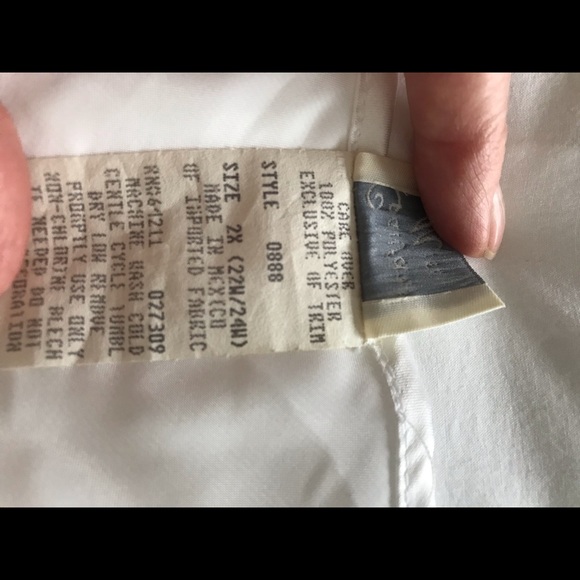 CARE OVER
100% POLYESTER
EXCLUSIVE OF TRIM
STYLE 0888
SIZE 2X (22W/24W)
MADE IN MEXICO
OF IMPORTED FABRIC
RN#64211 027309
MACHINE WASH COLD
GENTLE CYCLE TUMBL
DRY LOW REMOVE
PROMPTLY USE ONLY
NON-CHLORINE BLEECH
IF NEEDED DO NOT